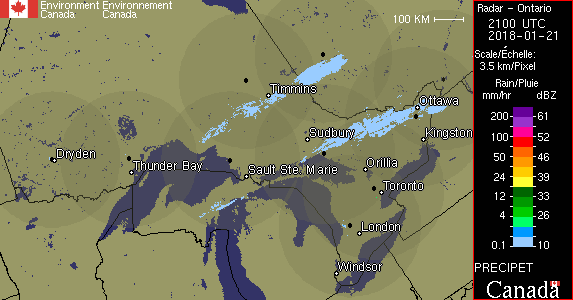 Environment Environnement
Canada Canada
100 KM
Timmins
Ottawa
Sudbury
Kingston
Dryden
Thunder Bay
Sault Ste. Marie
Orillia
Toronto
London
Windsor
Radar - Ontario
2100 UTC
2018-01-21
Scale/Échelle:
3.5 km/Pixel
Rain/Pluie
mm/hr dBZ
200 61
100 52
50 46
24 39
12 33
4 26
0.1 10
PRECIPET
Canada